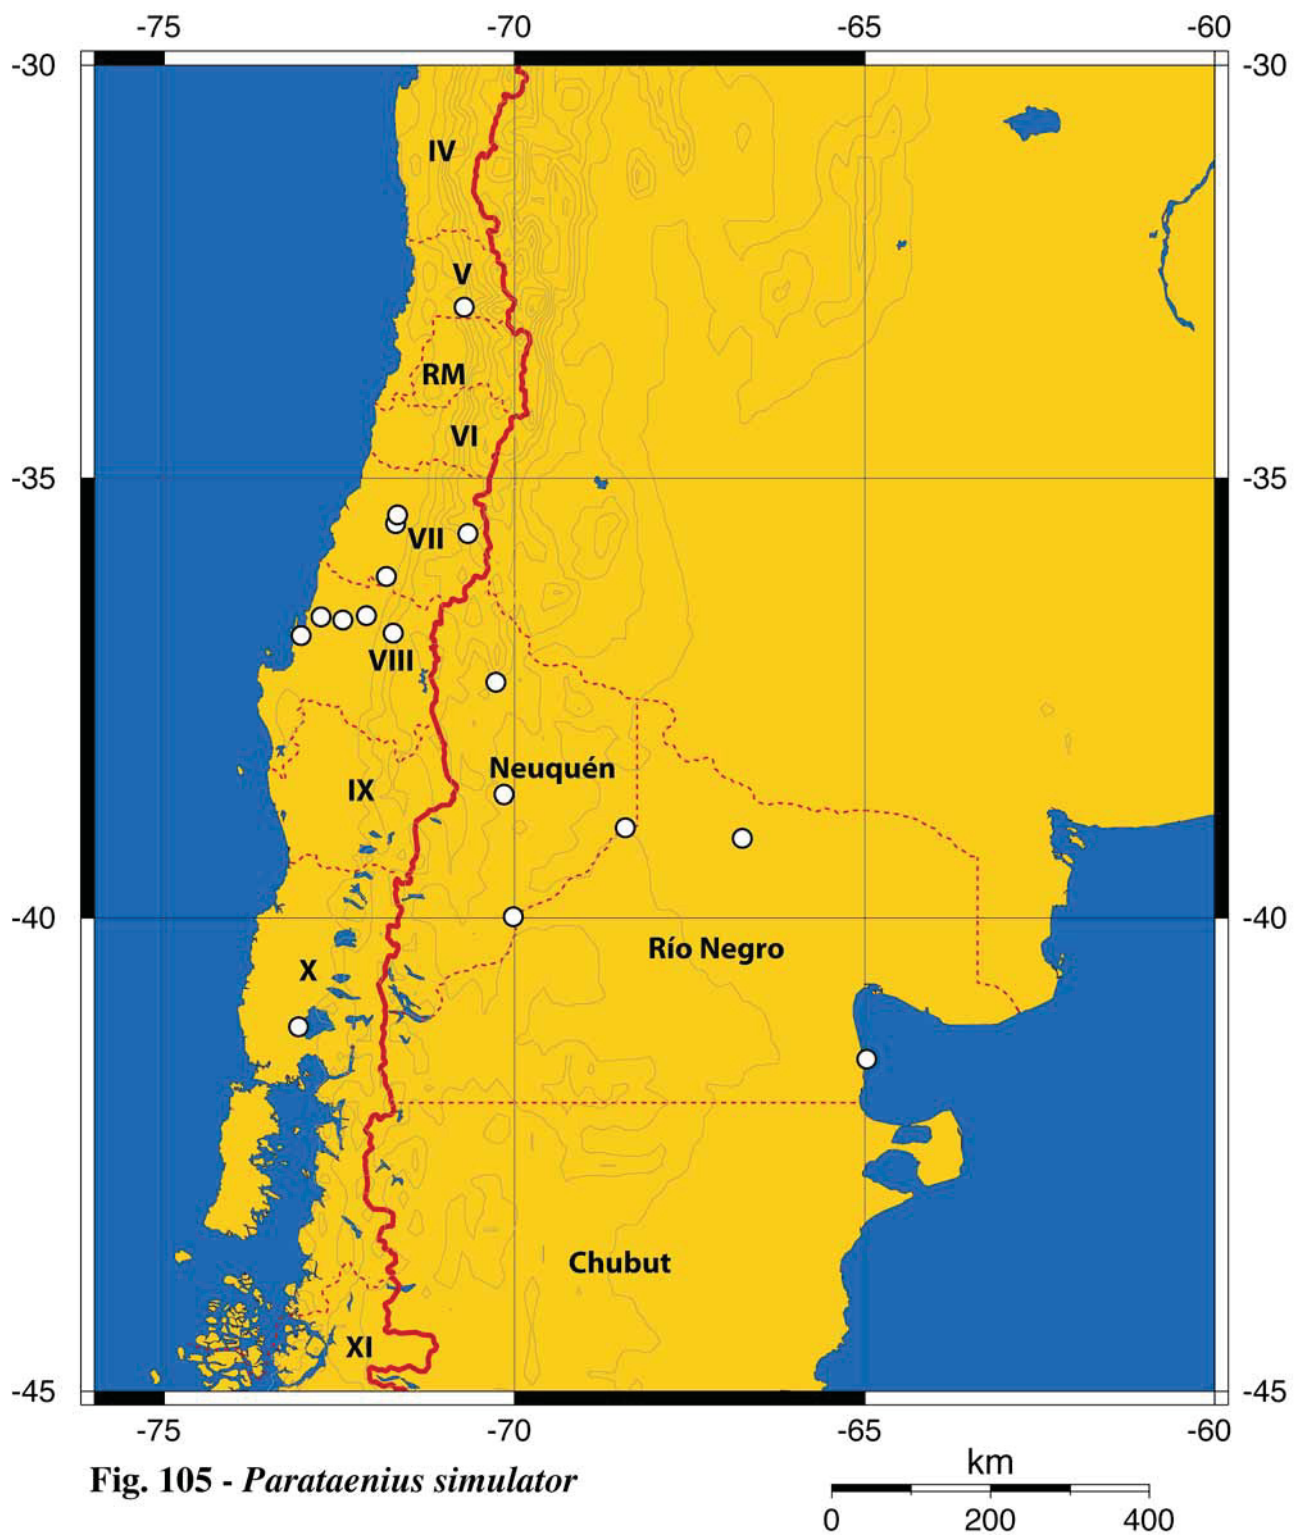 -75 -70 -65 -60
-30 -30
IV
V
RM
VI
-35 -35
VII
VIII
Neuquén
IX
-40 -40
Río Negro
X
Chubut
XI
-45 -45
-75 -70 -65 -60
km
Fig. 105 - Parataenius simulator
0 200 400